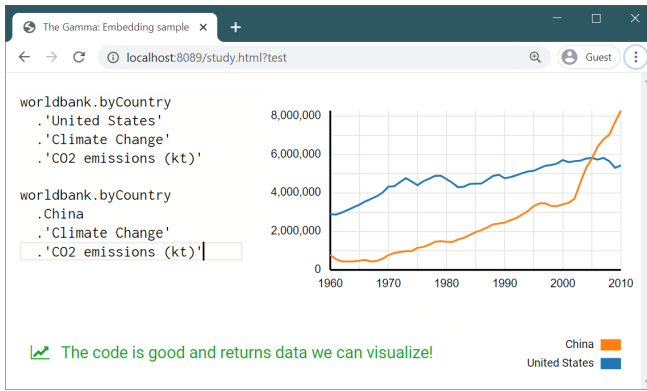 The Gamma: Embedding sample
localhost:8089/study.html?test
Guest
worldbank.byCountry
.'United States'
.'Climate Change'
.'CO2 emissions (kt)'
worldbank.byCountry
.China
.'Climate Change'
.'CO2 emissions (kt)'
8,000,000
6,000,000
4,000,000
2,000,000
0
1960 1970 1980 1990 2000 2010
The code is good and returns data we can visualize!
China
United States